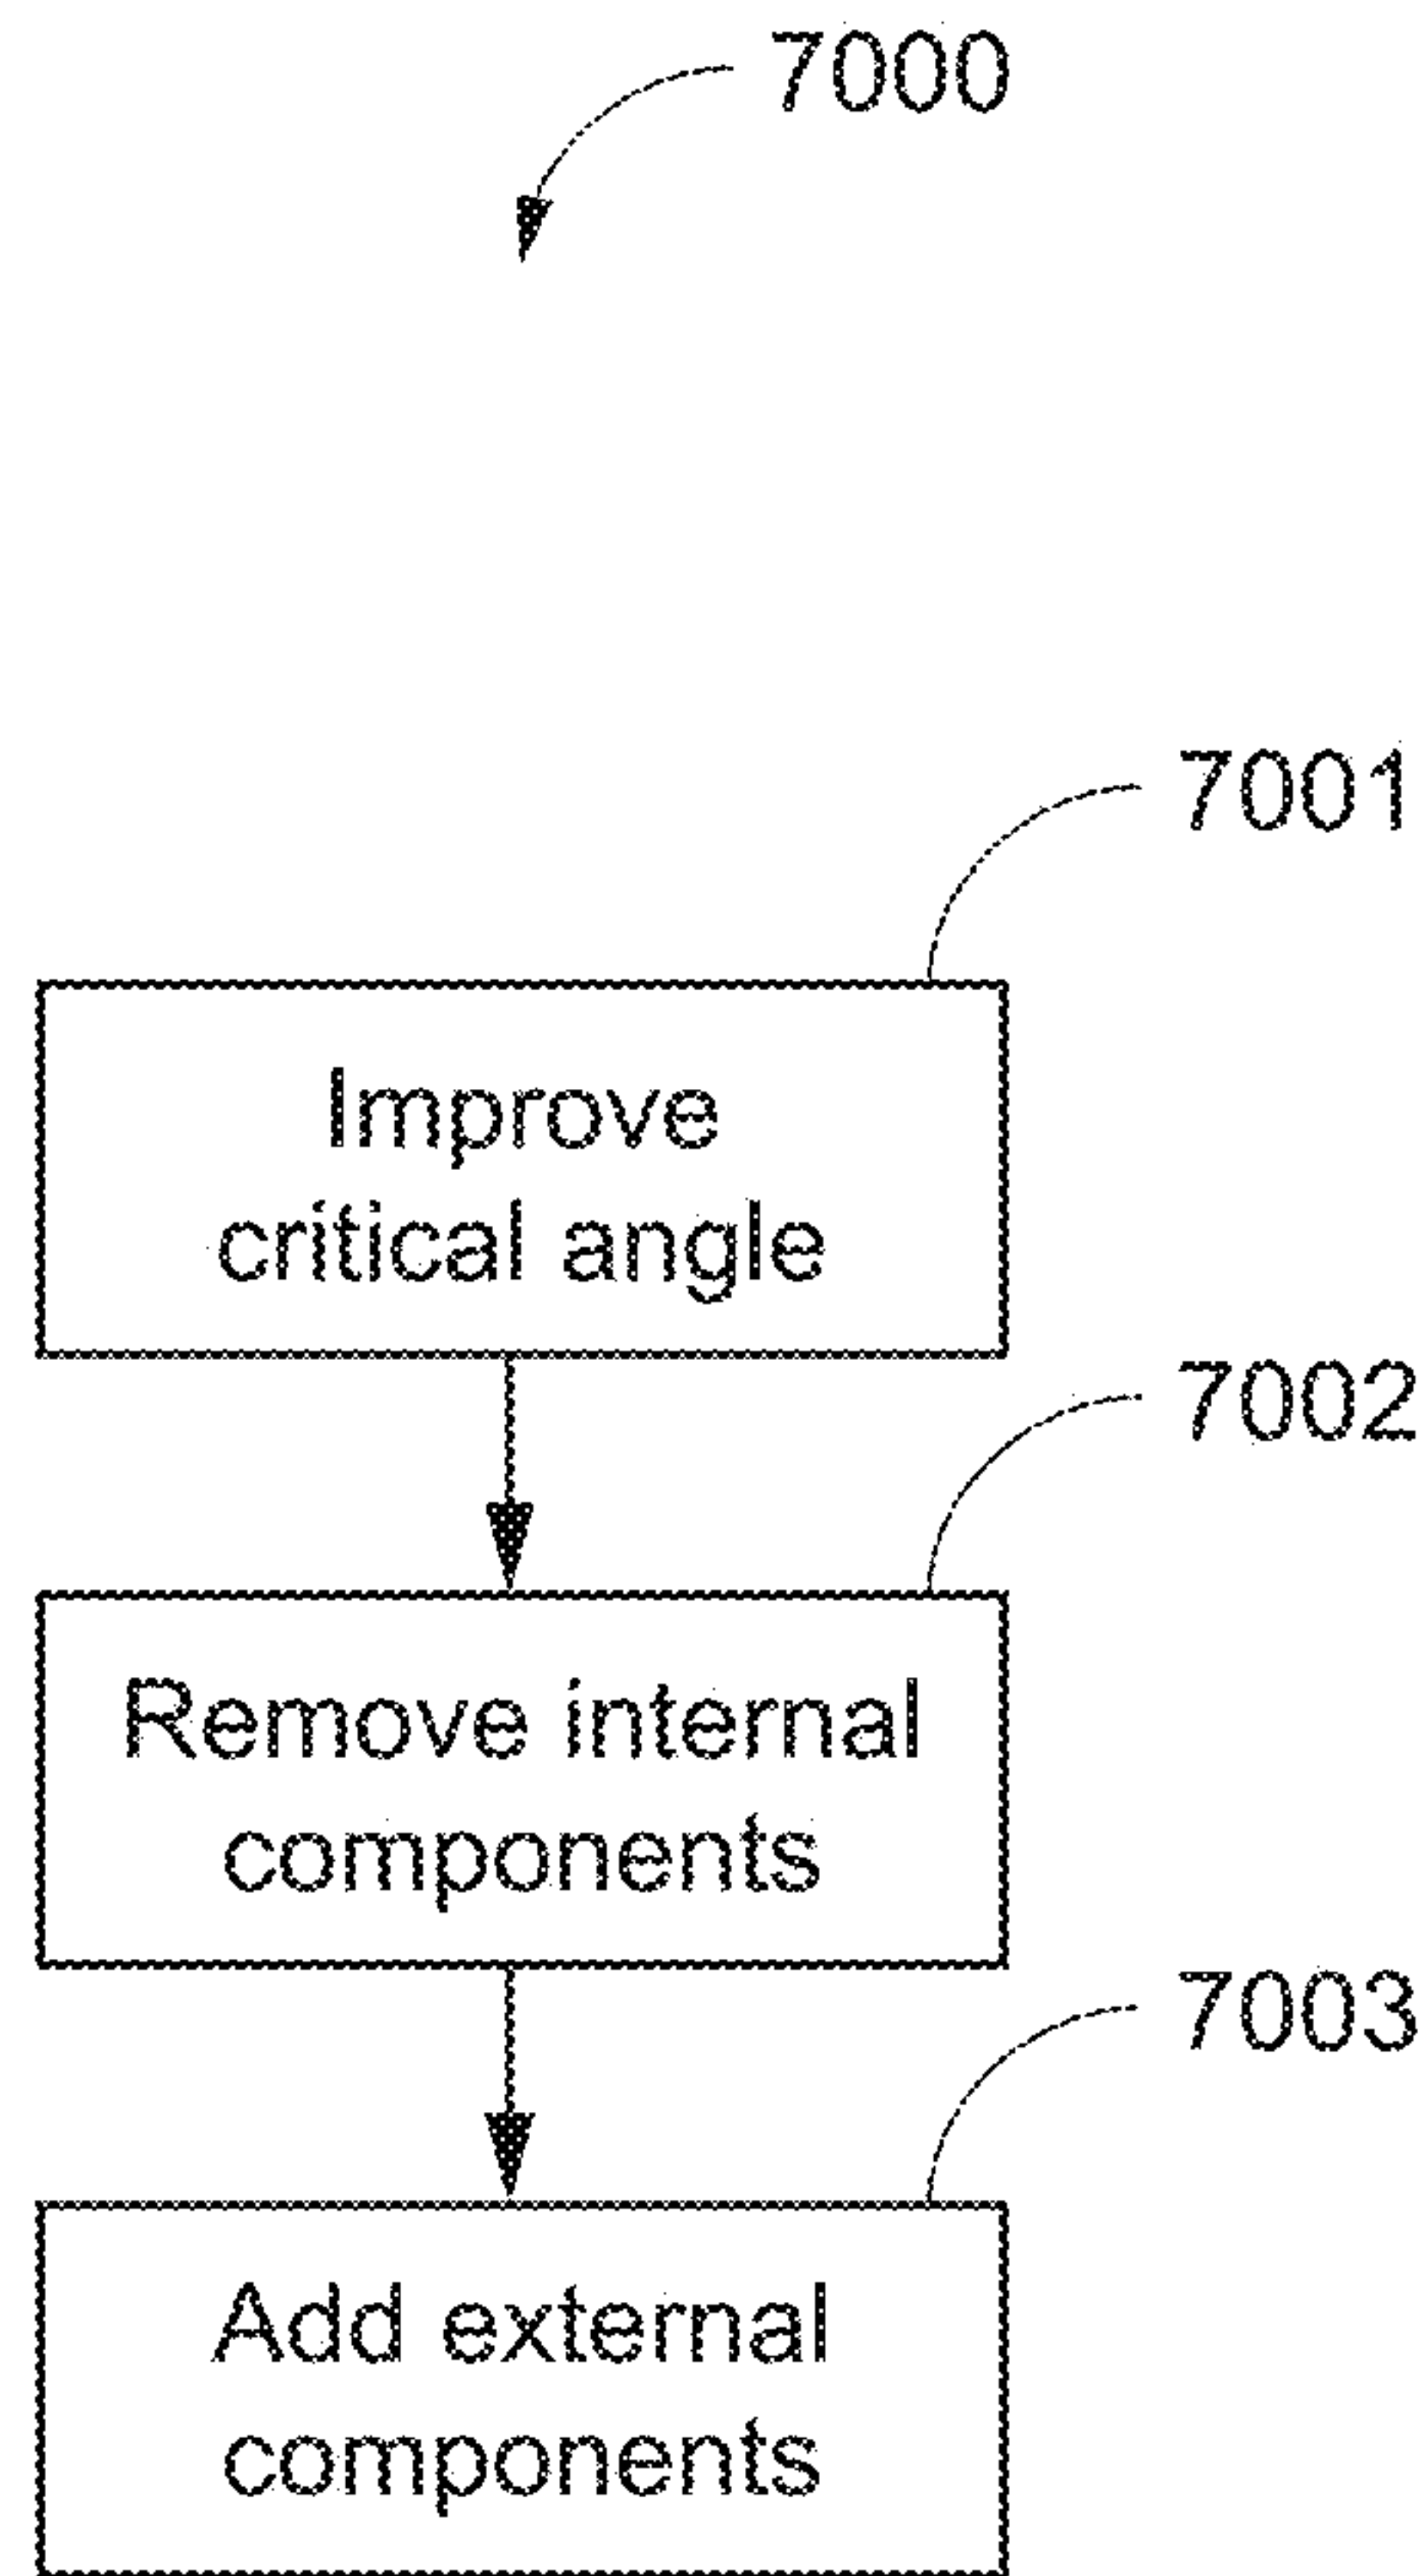 7000
7001
Improve
critical angle
7002
Remove internal
components
7003
Add external
components